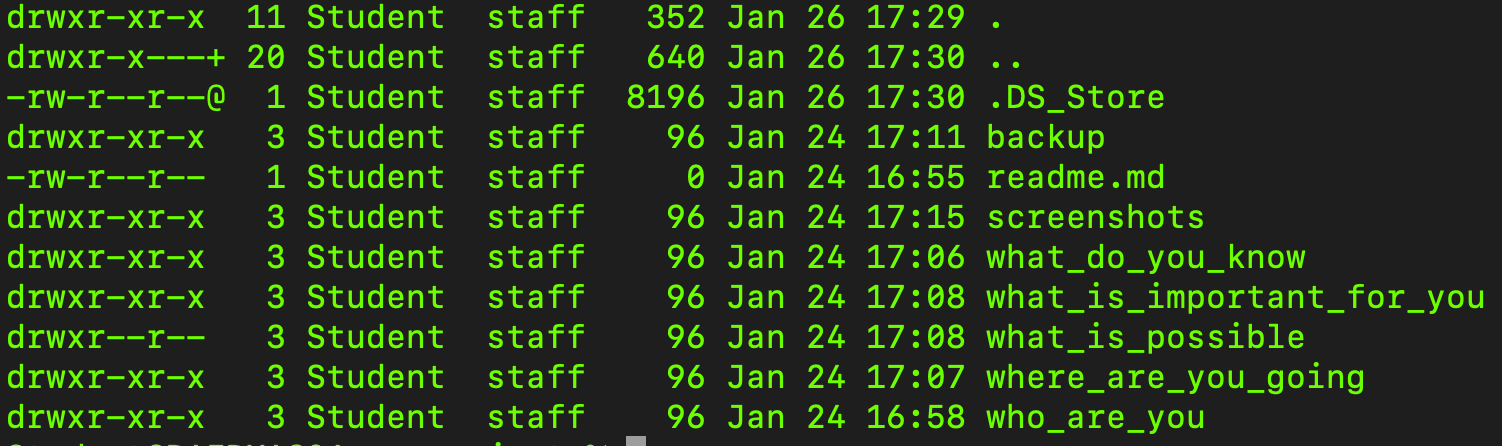 drwxr-xr-x 11 Student staff 352 Jan 26 17:29 .
drwxr-x---+ 20 Student staff 640 Jan 26 17:30 ..
-rw-r--r--@ 1 Student staff 8196 Jan 26 17:30 .DS_Store
drwxr-xr-x 3 Student staff 96 Jan 24 17:11 backup
-rw-r--r-- 1 Student staff 0 Jan 24 16:55 readme.md
drwxr-xr-x 3 Student staff 96 Jan 24 17:15 screenshots
drwxr-xr-x 3 Student staff 96 Jan 24 17:06 what_do_you_know
drwxr-xr-x 3 Student staff 96 Jan 24 17:08 what_is_important_for_you
drwxr--r-- 3 Student staff 96 Jan 24 17:08 what_is_possible
drwxr-xr-x 3 Student staff 96 Jan 24 17:07 where_are_you_going
drwxr-xr-x 3 Student staff 96 Jan 24 16:58 who_are_you